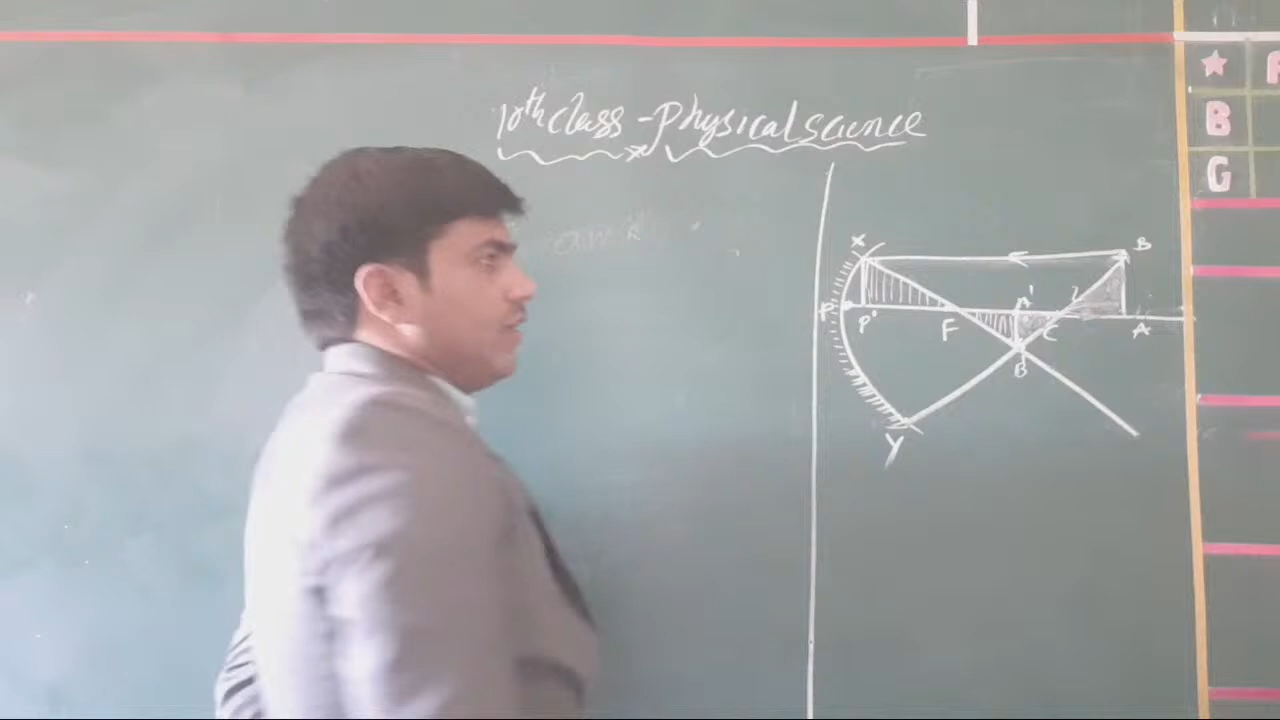 10th class - Physical science
X
B
P
P'
F
A'
C
A
B
Y
★
B
G